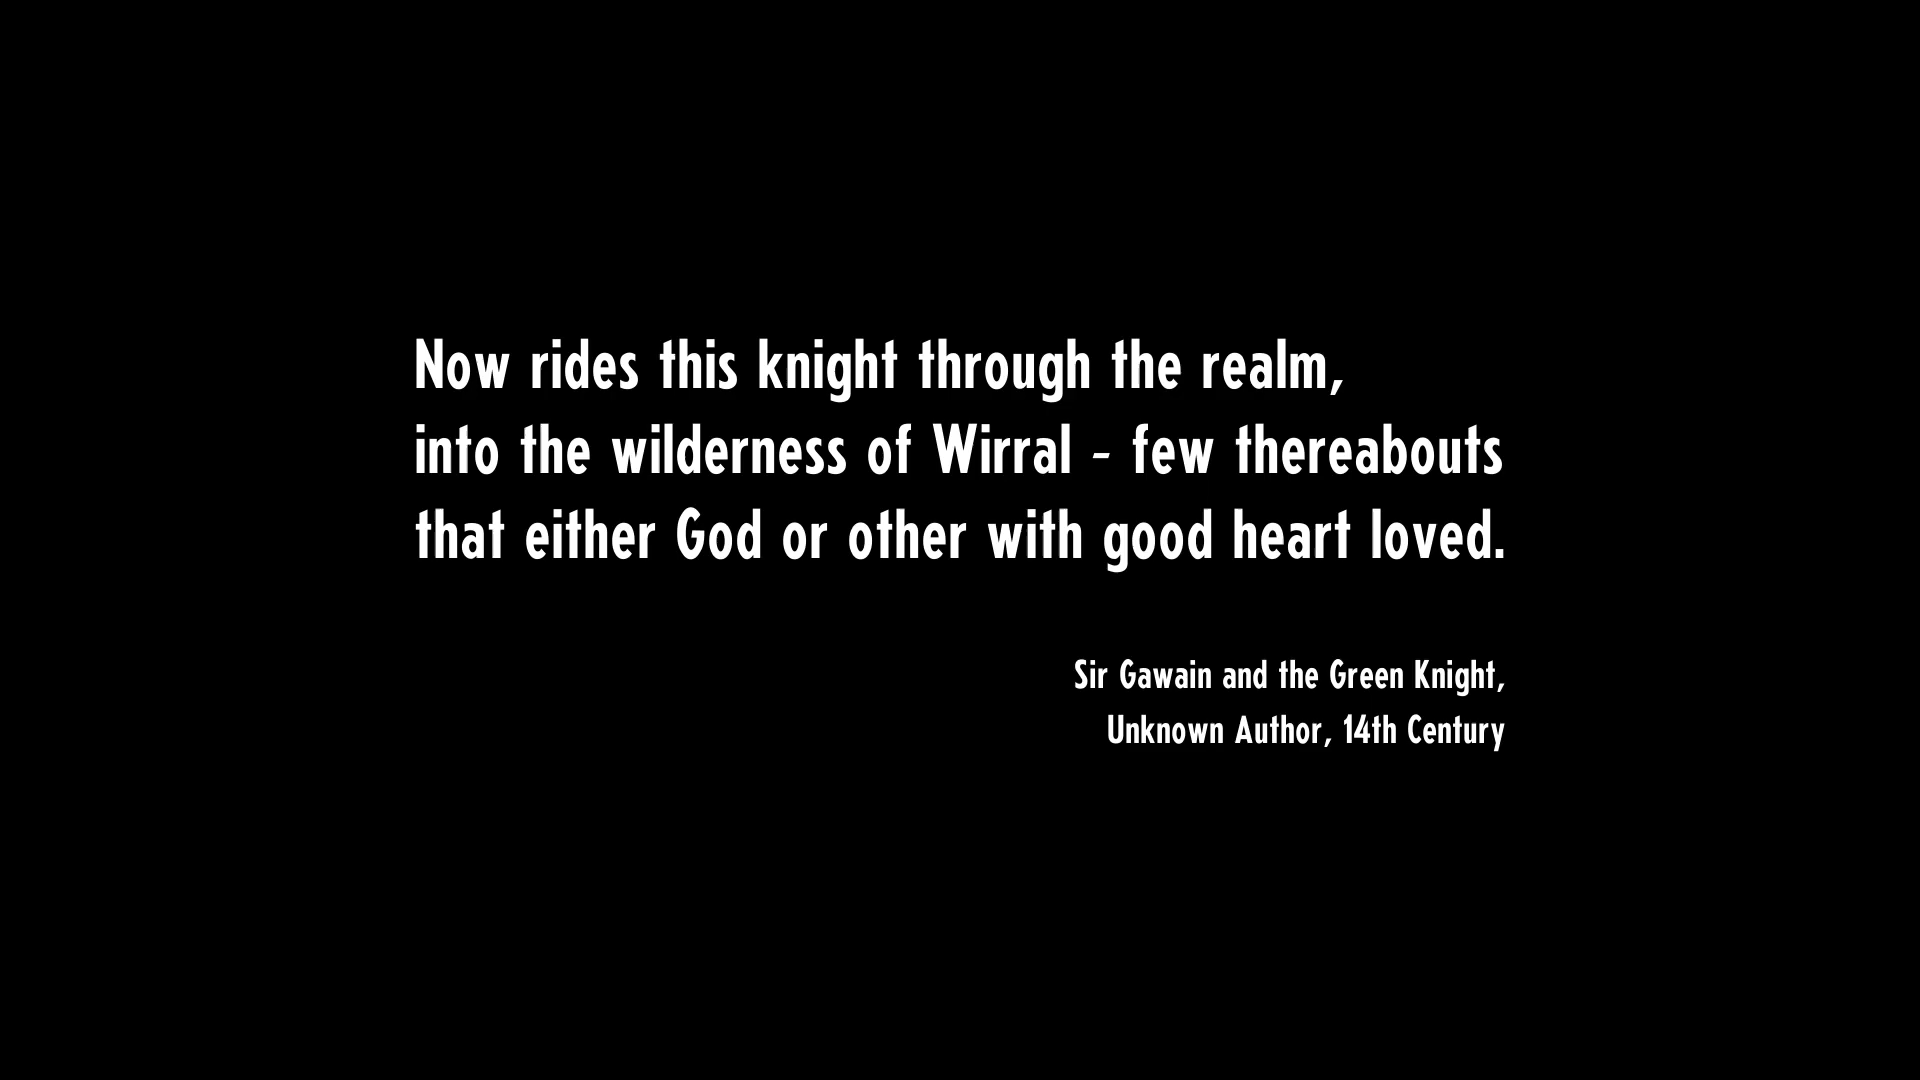 Now rides this knight through the realm,
into the wilderness of Wirral - few thereabouts
that either God or other with good heart loved.
Sir Gawain and the Green Knight,
Unknown Author, 14th Century